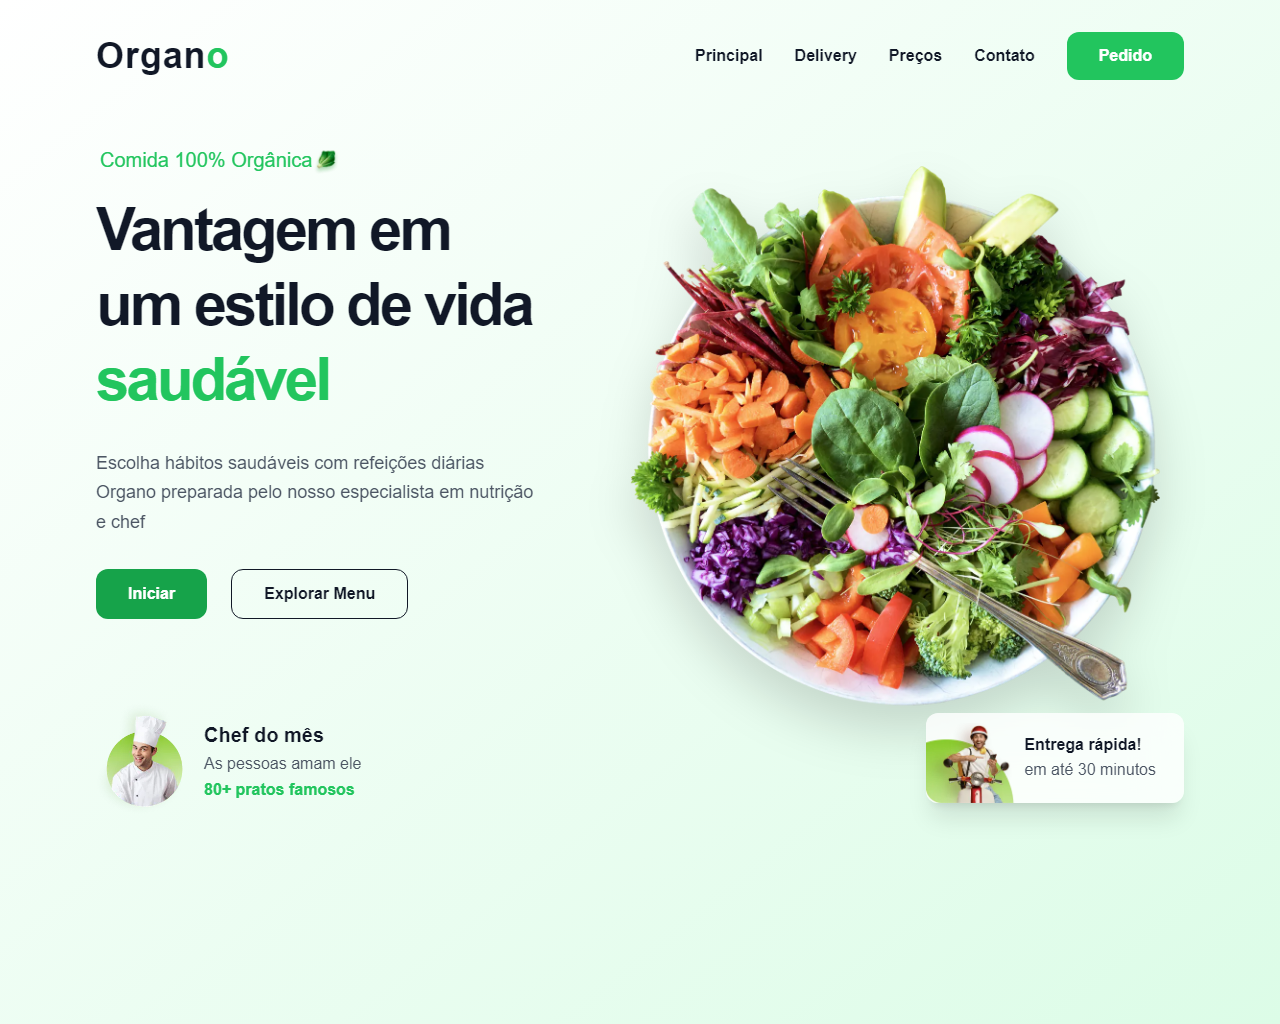 Organo
Principal Delivery Preços Contato Pedido
Comida 100% Orgânica
Vantagem em
um estilo de vida
saudável
Escolha hábitos saudáveis com refeições diárias
Organo preparada pelo nosso especialista em nutrição
e chef
Iniciar Explorar Menu
Chef do mês
As pessoas amam ele
80+ pratos famosos
Entrega rápida!
em até 30 minutos